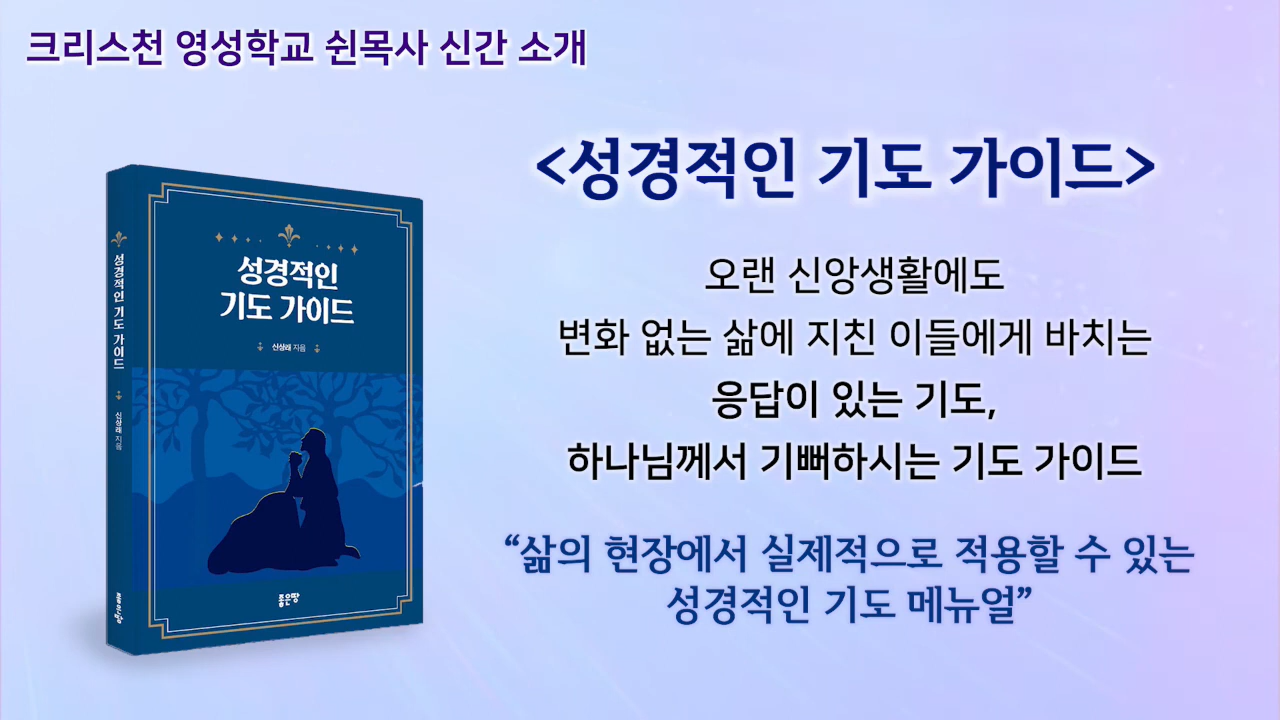 크리스천 영성학교 쉰목사 신간 소개
<성경적인 기도 가이드>
오랜 신앙생활에도
변화 없는 삶에 지친 이들에게 바치는
응답이 있는 기도,
하나님께서 기뻐하시는 기도 가이드
“삶의 현장에서 실제적으로 적용할 수 있는
성경적인 기도 메뉴얼”
성경적인
기도 가이드
신상래 지음
좋은땅
성경적인 기도 가이드
신상래 지음
좋은땅